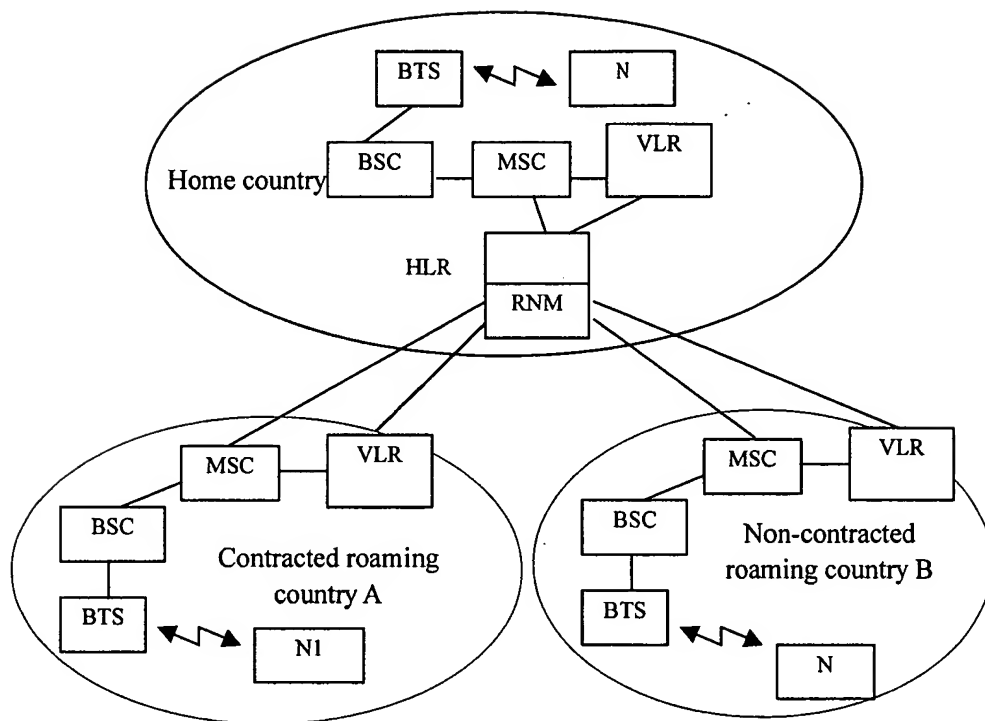 BTS
N
BSC
MSC
VLR
Home country
HLR
RNM
MSC
VLR
BSC
Contracted roaming
country A
BTS
N1
MSC
VLR
BSC
Non-contracted
roaming country B
BTS
N